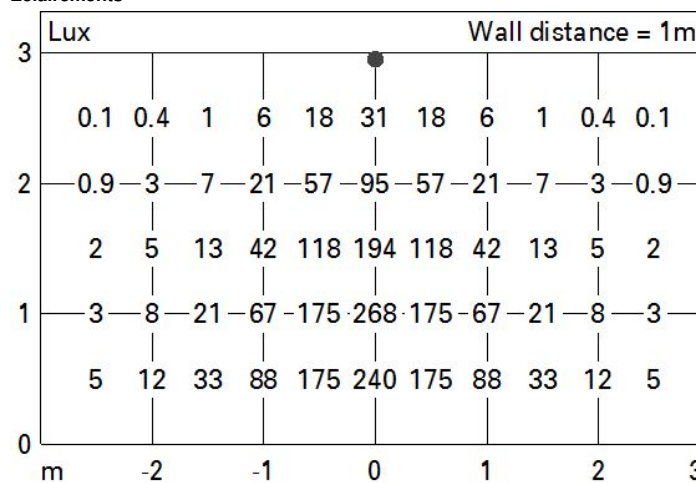 Lux Wall distance = 1m
3
0.1 0.4 1 6 18 31 18 6 1 0.4 0.1
2 0.9 3 7 21 57 95 57 21 7 3 0.9
2 5 13 42 118 194 118 42 13 5 2
1 3 8 21 67 175 268 175 67 21 8 3
5 12 33 88 175 240 175 88 33 12 5
0
m -2 -1 0 1 2 3